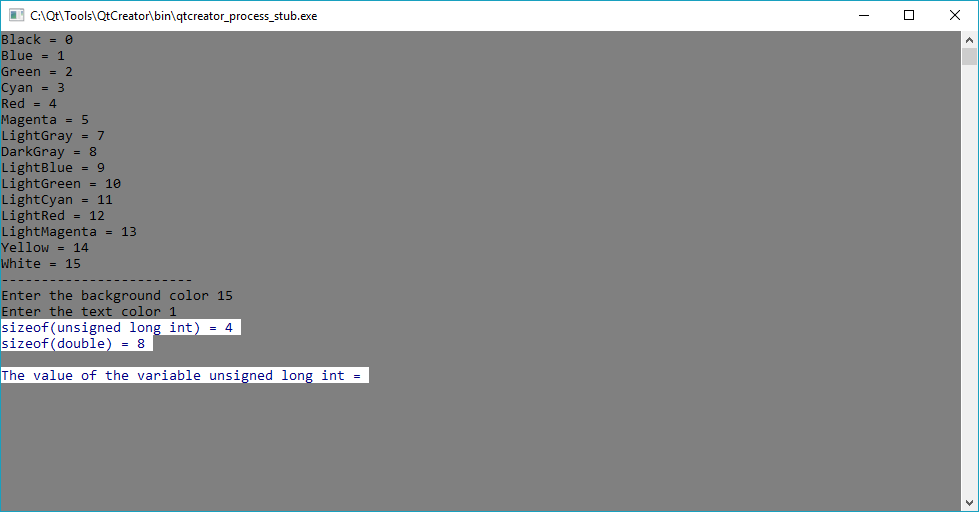 C:\Qt\Tools\QtCreator\bin\qtcreator_process_stub.exe
Black = 0
Blue = 1
Green = 2
Cyan = 3
Red = 4
Magenta = 5
LightGray = 7
DarkGray = 8
LightBlue = 9
LightGreen = 10
LightCyan = 11
LightRed = 12
LightMagenta = 13
Yellow = 14
White = 15
------------------------
Enter the background color 15
Enter the text color 1
sizeof(unsigned long int) = 4
sizeof(double) = 8
The value of the variable unsigned long int =